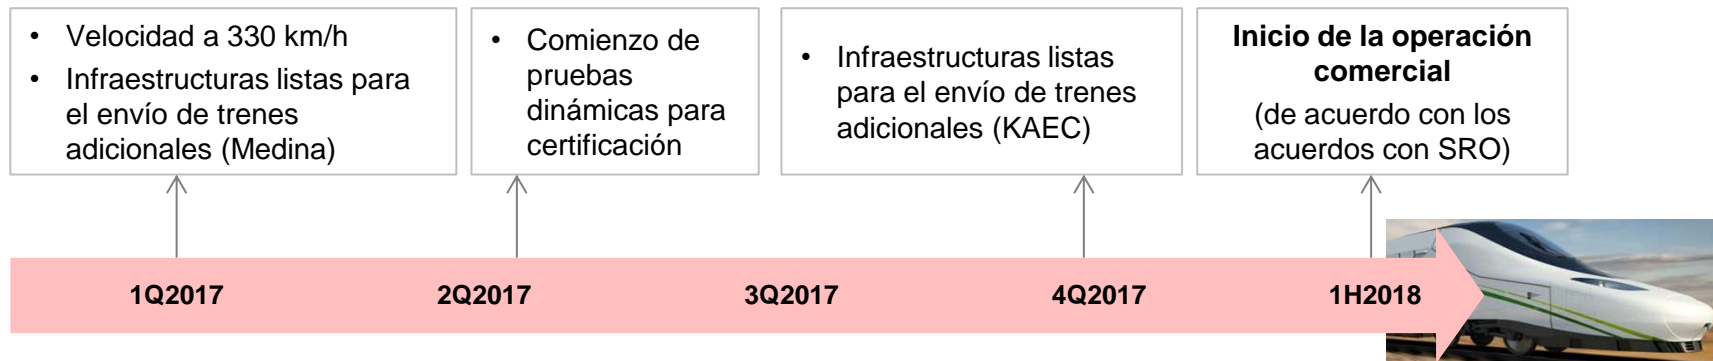 • Velocidad a 330 km/h
• Infraestructuras listas para
el envío de trenes
adicionales (Medina)
• Comienzo de
pruebas
dinámicas para
certificación
• Infraestructuras listas
para el envío de trenes
adicionales (KAEC)
Inicio de la operación
comercial
(de acuerdo con los
acuerdos con SRO)
1Q2017
2Q2017
3Q2017
4Q2017
1H2018